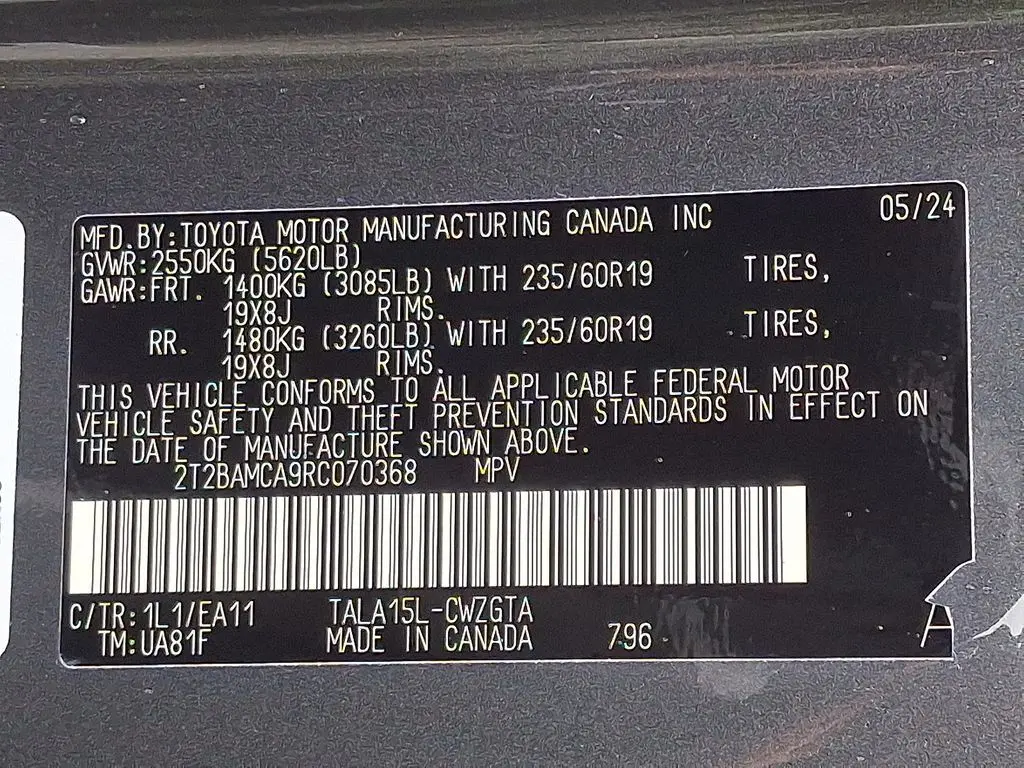 05/24
MFD.BY:TOYOTA MOTOR MANUFACTURING CANADA INC
GVWR:2550KG (5620LB)
GAWR:FRT. 1400KG (3085LB) WITH 235/60R19 TIRES,
19X8J RIMS.
RR. 1480KG (3260LB) WITH 235/60R19 TIRES,
19X8J RIMS.
THIS VEHICLE CONFORMS TO ALL APPLICABLE FEDERAL MOTOR
VEHICLE SAFETY AND THEFT PREVENTION STANDARDS IN EFFECT ON
THE DATE OF MANUFACTURE SHOWN ABOVE.
2T2BAMCA9RC070368 MPV
C/TR:1L1/EA11 TALA15L-CWZGTA
TM:UA81F MADE IN CANADA 796 A